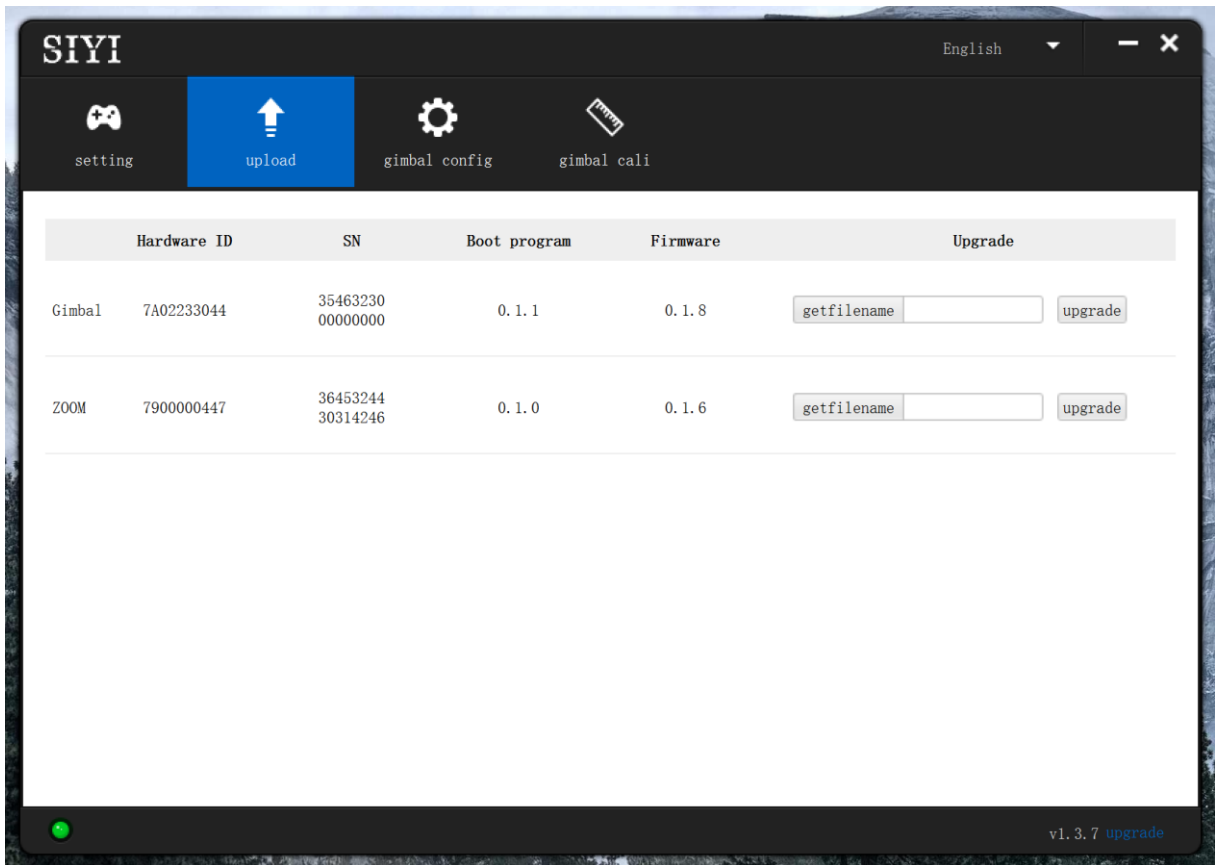 SIYI English
setting upload gimbal config gimbal cali
Hardware ID SN Boot program Firmware Upgrade
Gimbal 7A02233044 35463230 0.1.1 0.1.8 getfilename upgrade
00000000
ZOOM 7900000447 36453244 0.1.0 0.1.6 getfilename upgrade
30314246
v1.3.7 upgrade